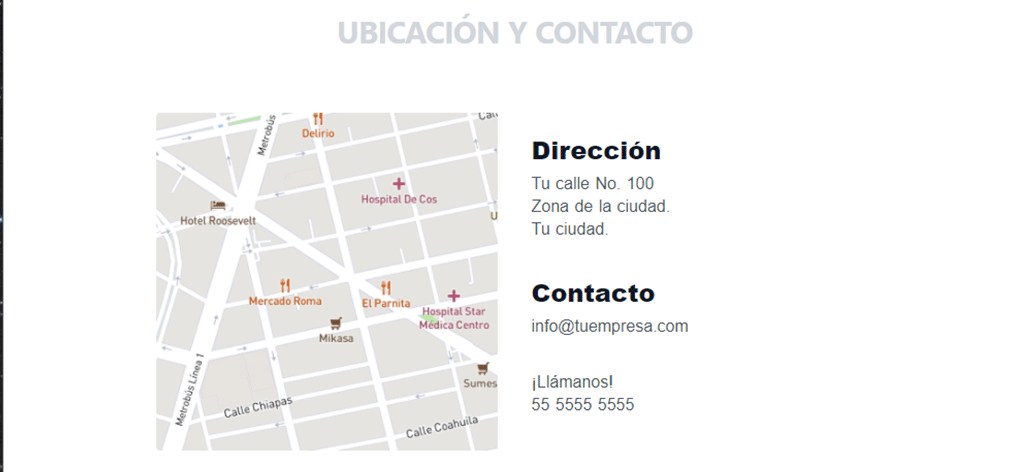 UBICACIÓN Y CONTACTO
Delirio
Metrobús
Hospital De Cos
Hotel Roosevelt
Mercado Roma
El Parnita
Hospital Star
Médica Centro
Mikasa
Metrobús Línea 1
Sumes
Calle Chiapas
Calle Coahuila
Dirección
Tu calle No. 100
Zona de la ciudad.
Tu ciudad.
Contacto
info@tuempresa.com
¡Llámanos!
55 5555 5555